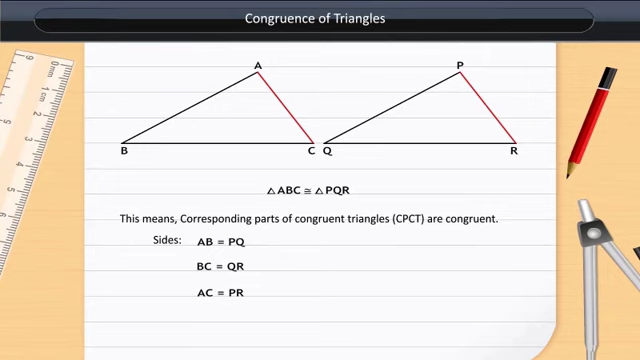 Congruence of Triangles
A P
B C Q R
△ABC ≅ △PQR
This means, Corresponding parts of congruent triangles (CPCT) are congruent.
Sides: AB = PQ
BC = QR
AC = PR